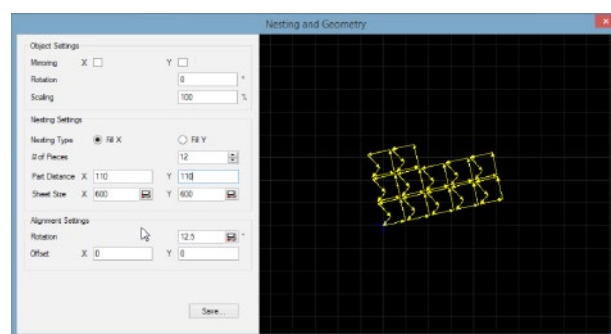 Nesting and Geometry
Object Settings
Mirroring X Y
Rotation 0 °
Scaling 100 %
Nesting Settings
Nesting Type Fill X Fill Y
# of Pieces 12
Part Distance X 110 Y 110
Sheet Size X 600 Y 600
Alignment Settings
Rotation 12.5 °
Offset X 0 Y 0
Save...